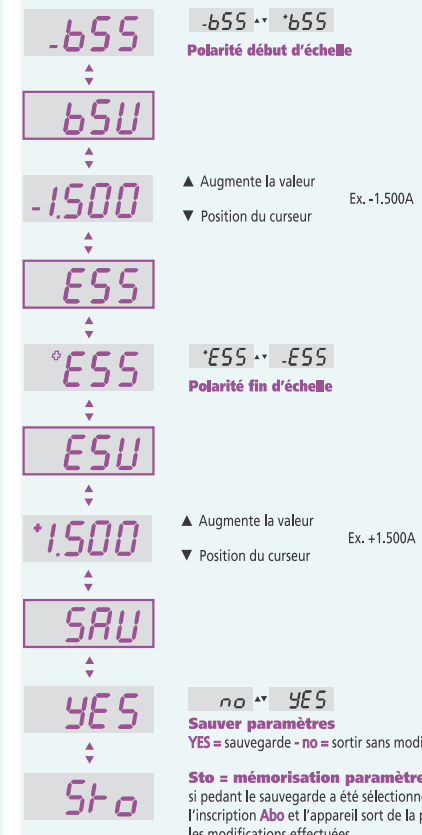 -bSS
-bSS ▲▼ +bSS
Polarité début d'échelle
bSU
-1.500
▲ Augmente la valeur
Ex. -1.500A
▼ Position du curseur
ESS
+ESS
+ESS ▲▼ -ESS
Polarité fin d'échelle
ESU
+1.500
▲ Augmente la valeur
Ex. +1.500A
▼ Position du curseur
SAU
YES
no ▲▼ YES
Sauver paramètres
YES = sauvegarde - no = sortir sans modi
Sto
Sto = mémorisation paramètre
si pedant le sauvegarde a été sélectionn
l'inscription Abo et l'appareil sort de la p
les modifications effectuées